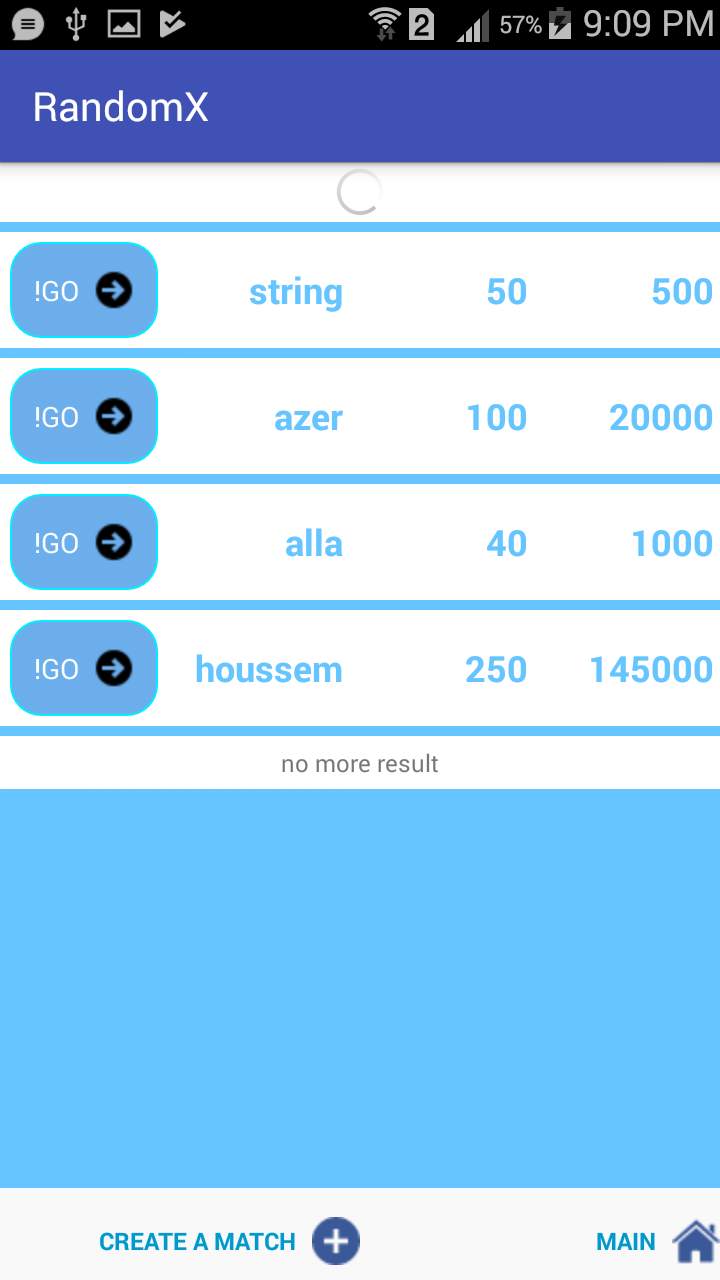 2 57% 9:09 PM
RandomX
!GO string 50 500
!GO azer 100 20000
!GO alla 40 1000
!GO houssem 250 145000
no more result
CREATE A MATCH MAIN